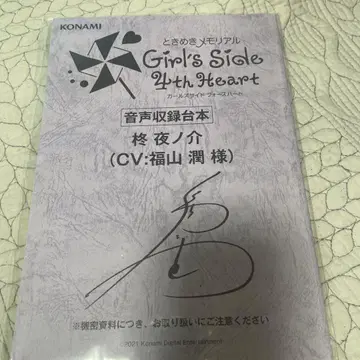 KONAMI
ときめきメモリアル
Girl's Side
4th Heart
ガールズサイド フォース ハート
音声収録台本
柊 夜ノ介
(CV:福山 潤 様)
※機密資料につき、お取り扱いにご注意ください
2021 Konami Digital Entertainment